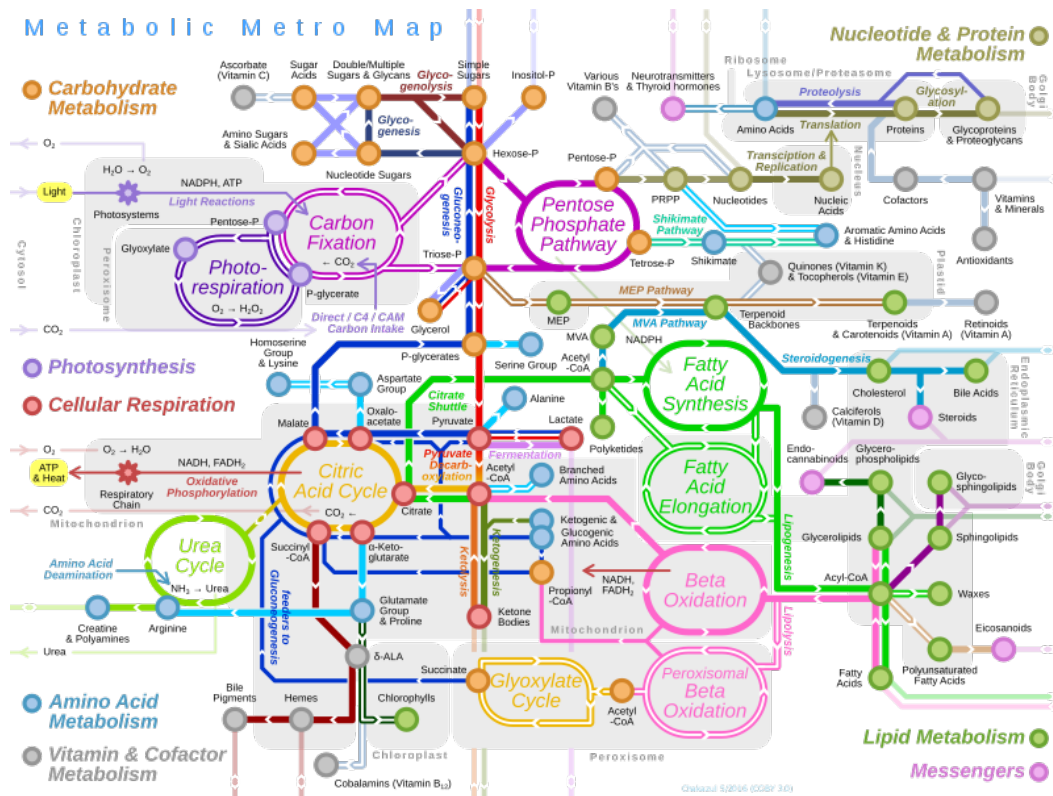 Metabolic Metro Map
Nucleotide & Protein
Metabolism
Carbohydrate
Metabolism
Ascorbate
(Vitamin C)
Sugar
Acids
Double/Multiple
Sugars & Glycans
Glyco-
genolysis
Simple
Sugars
Inositol-P
Various
Vitamin B's
Neurotransmitters
& Thyroid hormones
Ribosome
Lysosome/Proteasome
Proteolysis
Glycosyl-
ation
Golgi
Body
Amino Acids
Proteins
Glycoproteins
& Proteoglycans
Glyco-
genesis
Amino Sugars
& Sialic Acids
Nucleotide Sugars
Hexose-P
Translation
Transciption &
Replication
Nucleus
O₂
H₂O → O₂
Light
Photosystems
NADPH, ATP
Light Reactions
Chloroplast
Peroxisome
Cytosol
Pentose-P
Carbon
Fixation
← CO₂
Glyoxylate
Photo-
respiration
O₂ → H₂O₂
P-glycerate
Direct / C4 / CAM
Carbon Intake
CO₂
Gluconeo-
genesis
Glycolysis
Triose-P
Glycerol
Pentose-P
Pentose
Phosphate
Pathway
PRPP
Nucleotides
Nucleic
Acids
Cofactors
Vitamins
& Minerals
Antioxidants
Shikimate
Pathway
Tetrose-P
Shikimate
Aromatic Amino Acids
& Histidine
Quinones (Vitamin K)
& Tocopherols (Vitamin E)
Plastid
MEP Pathway
MEP
Terpenoid
Backbones
Terpenoids
& Carotenoids (Vitamin A)
Retinoids
(Vitamin A)
MVA Pathway
MVA
NADPH
Acetyl
-CoA
Homoserine
Group
& Lysine
P-glycerates
Serine Group
Photosynthesis
Cellular Respiration
Aspartate
Group
Citrate
Shuttle
Alanine
Fatty
Acid
Synthesis
Steroidogenesis
Cholesterol
Bile Acids
Endoplasmic
Reticulum
Calciferols
(Vitamin D)
Steroids
Malate
Oxalo-
acetate
Pyruvate
Lactate
Polyketides
Fermentation
Pyruvate
Decarb-
oxylation
O₂
O₂ → H₂O
ATP
& Heat
NADH, FADH₂
Respiratory
Chain
Oxidative
Phosphorylation
CO₂
Mitochondrion
Citric
Acid Cycle
CO₂ ←
Citrate
Acetyl
-CoA
Branched
Amino Acids
Fatty
Acid
Elongation
Endo-
cannabinoids
Glycero-
phospholipids
Glyco-
sphingolipids
Golgi
Body
Urea
Cycle
Succinyl
-CoA
α-Keto-
glutarate
Ketogenic &
Glucogenic
Amino Acids
Lipogenesis
Glycerolipids
Sphingolipids
Amino Acid
Deamination
NH₃ → Urea
Creatine
& Polyamines
Arginine
Urea
feeders to
Gluconeogenesis
Glutamate
Group
& Proline
Ketolysis
Ketogenesis
Ketone
Bodies
Propionyl
-CoA
NADH,
FADH₂
Beta
Oxidation
Mitochondrion
Lipolysis
Acyl-CoA
Waxes
Eicosanoids
Polyunsaturated
Fatty Acids
Fatty
Acids
δ-ALA
Succinate
Glyoxylate
Cycle
Acetyl
-CoA
Peroxisomal
Beta
Oxidation
Peroxisome
Amino Acid
Metabolism
Vitamin & Cofactor
Metabolism
Bile
Pigments
Hemes
Chlorophylls
Chloroplast
Cobalamins (Vitamin B₁₂)
Lipid Metabolism
Messengers
Chakazul 5/2016 (CCBY 3.0)